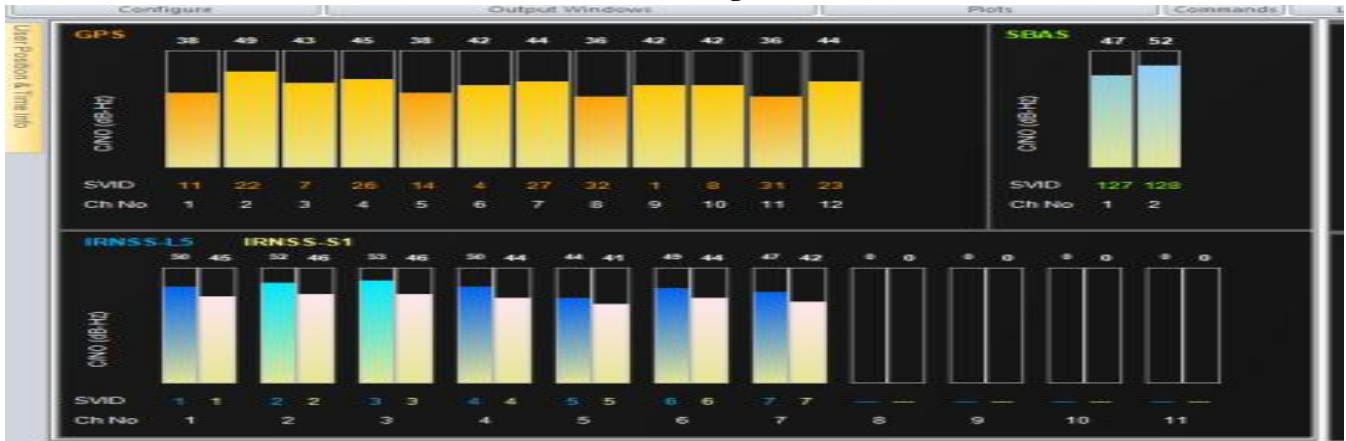 Configure Output Windows Plots Commands
User Position & Time Info
GPS 38 49 43 45 38 42 44 36 42 42 36 44
C/N0 (dB-Hz)
SVID 11 22 7 26 14 4 27 32 1 8 31 23
Ch No 1 2 3 4 5 6 7 8 9 10 11 12
SBAS 47 52
C/N0 (dB-Hz)
SVID 127 128
Ch No 1 2
IRNSS-L5 IRNSS-S1
50 45 52 46 53 46 50 44 44 41 49 44 47 42 0 0 0 0 0 0 0 0
C/N0 (dB-Hz)
SVID 1 1 2 2 3 3 4 4 5 5 6 6 7 7 --- --- --- --- --- --- --- ---
Ch No 1 2 3 4 5 6 7 8 9 10 11